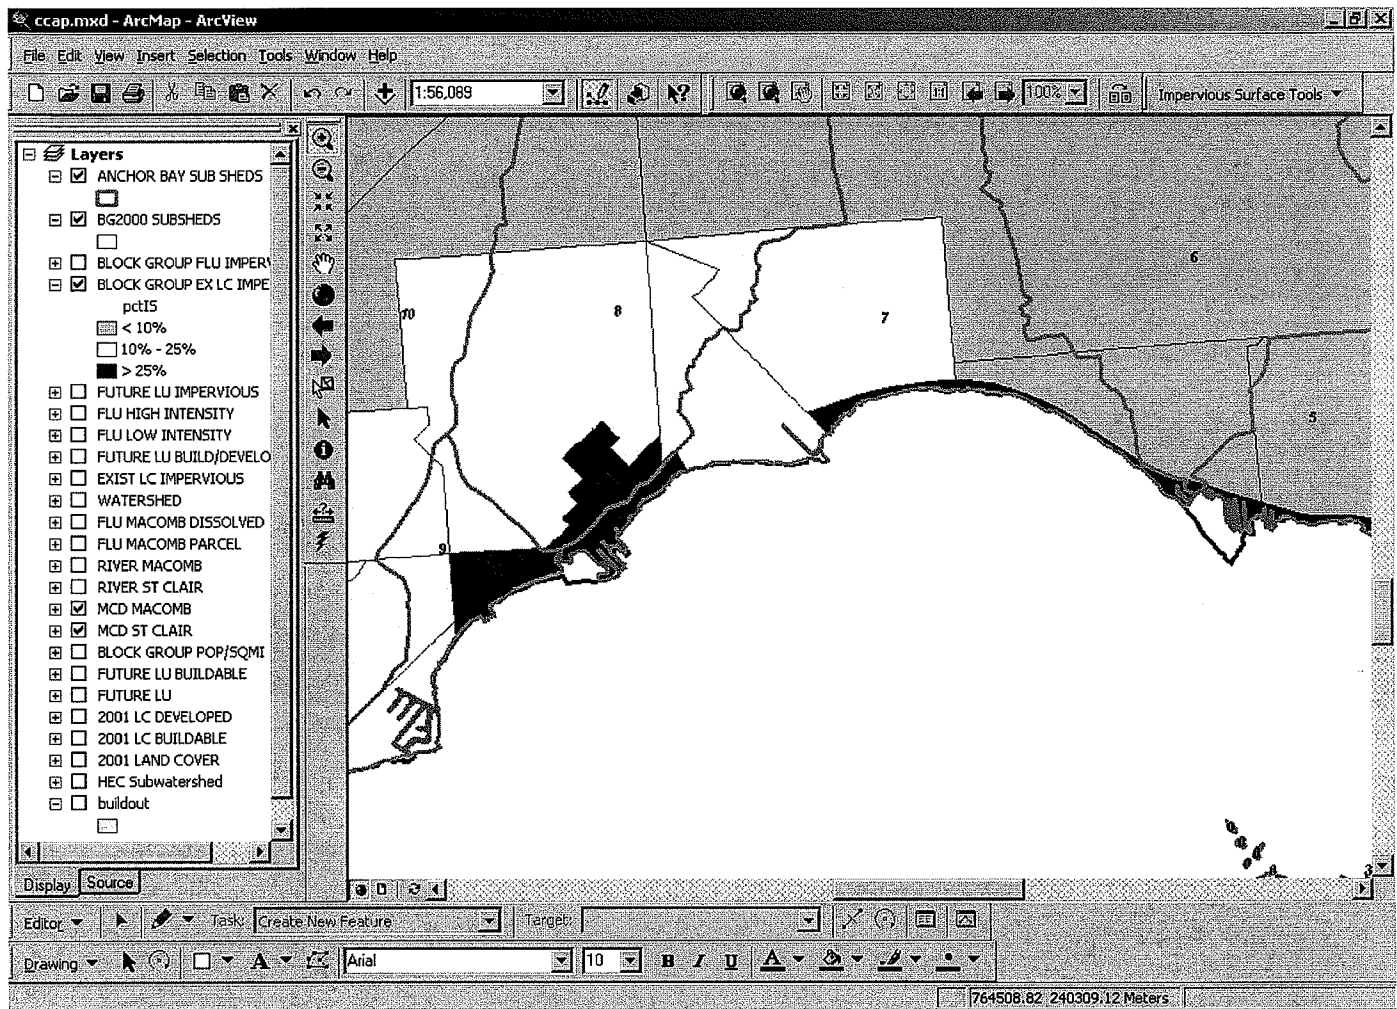 ccap.mxd - ArcMap - ArcView
File Edit View Insert Selection Tools Window Help
1:56,089
100%
Impervious Surface Tools
Layers
ANCHOR BAY SUB SHEDS
BG2000 SUBSHEDS
BLOCK GROUP FLU IMPERV
BLOCK GROUP EX LC IMPE
pctIS
< 10%
10% - 25%
> 25%
FUTURE LU IMPERVIOUS
FLU HIGH INTENSITY
FLU LOW INTENSITY
FUTURE LU BUILD/DEVELO
EXIST LC IMPERVIOUS
WATERSHED
FLU MACOMB DISSOLVED
FLU MACOMB PARCEL
RIVER MACOMB
RIVER ST CLAIR
MCD MACOMB
MCD ST CLAIR
BLOCK GROUP POP/SQMI
FUTURE LU BUILDABLE
FUTURE LU
2001 LC DEVELOPED
2001 LC BUILDABLE
2001 LAND COVER
HEC Subwatershed
buildout
10
8
7
6
5
9
3
Display Source
Editor Task: Create New Feature Target:
Drawing A Arial 10 B I U A
764508.82 240309.12 Meters